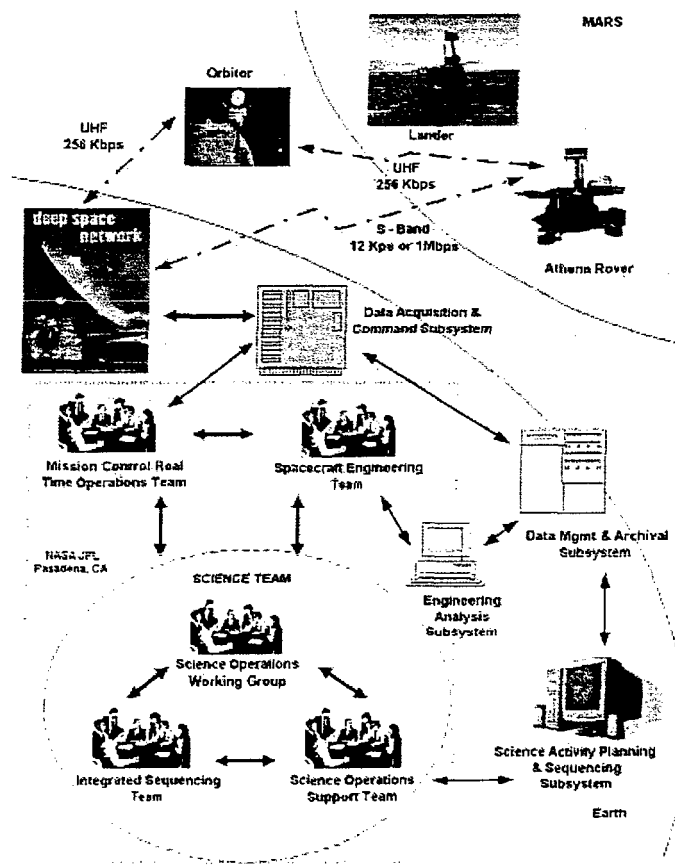 MARS
Orbiter
Lander
UHF
256 Kbps
UHF
256 Kbps
S - Band
12 Kps or 1Mbps
Athena Rover
deep space
network
Data Acquisition &
Command Subsystem
Mission Control Real
Time Operations Team
Spacecraft Engineering
Team
Data Mgmt & Archival
Subsystem
NASA JPL
Pasadena, CA
Engineering
Analysis
Subsystem
SCIENCE TEAM
Science Operations
Working Group
Integrated Sequencing
Team
Science Operations
Support Team
Science Activity Planning
& Sequencing
Subsystem
Earth